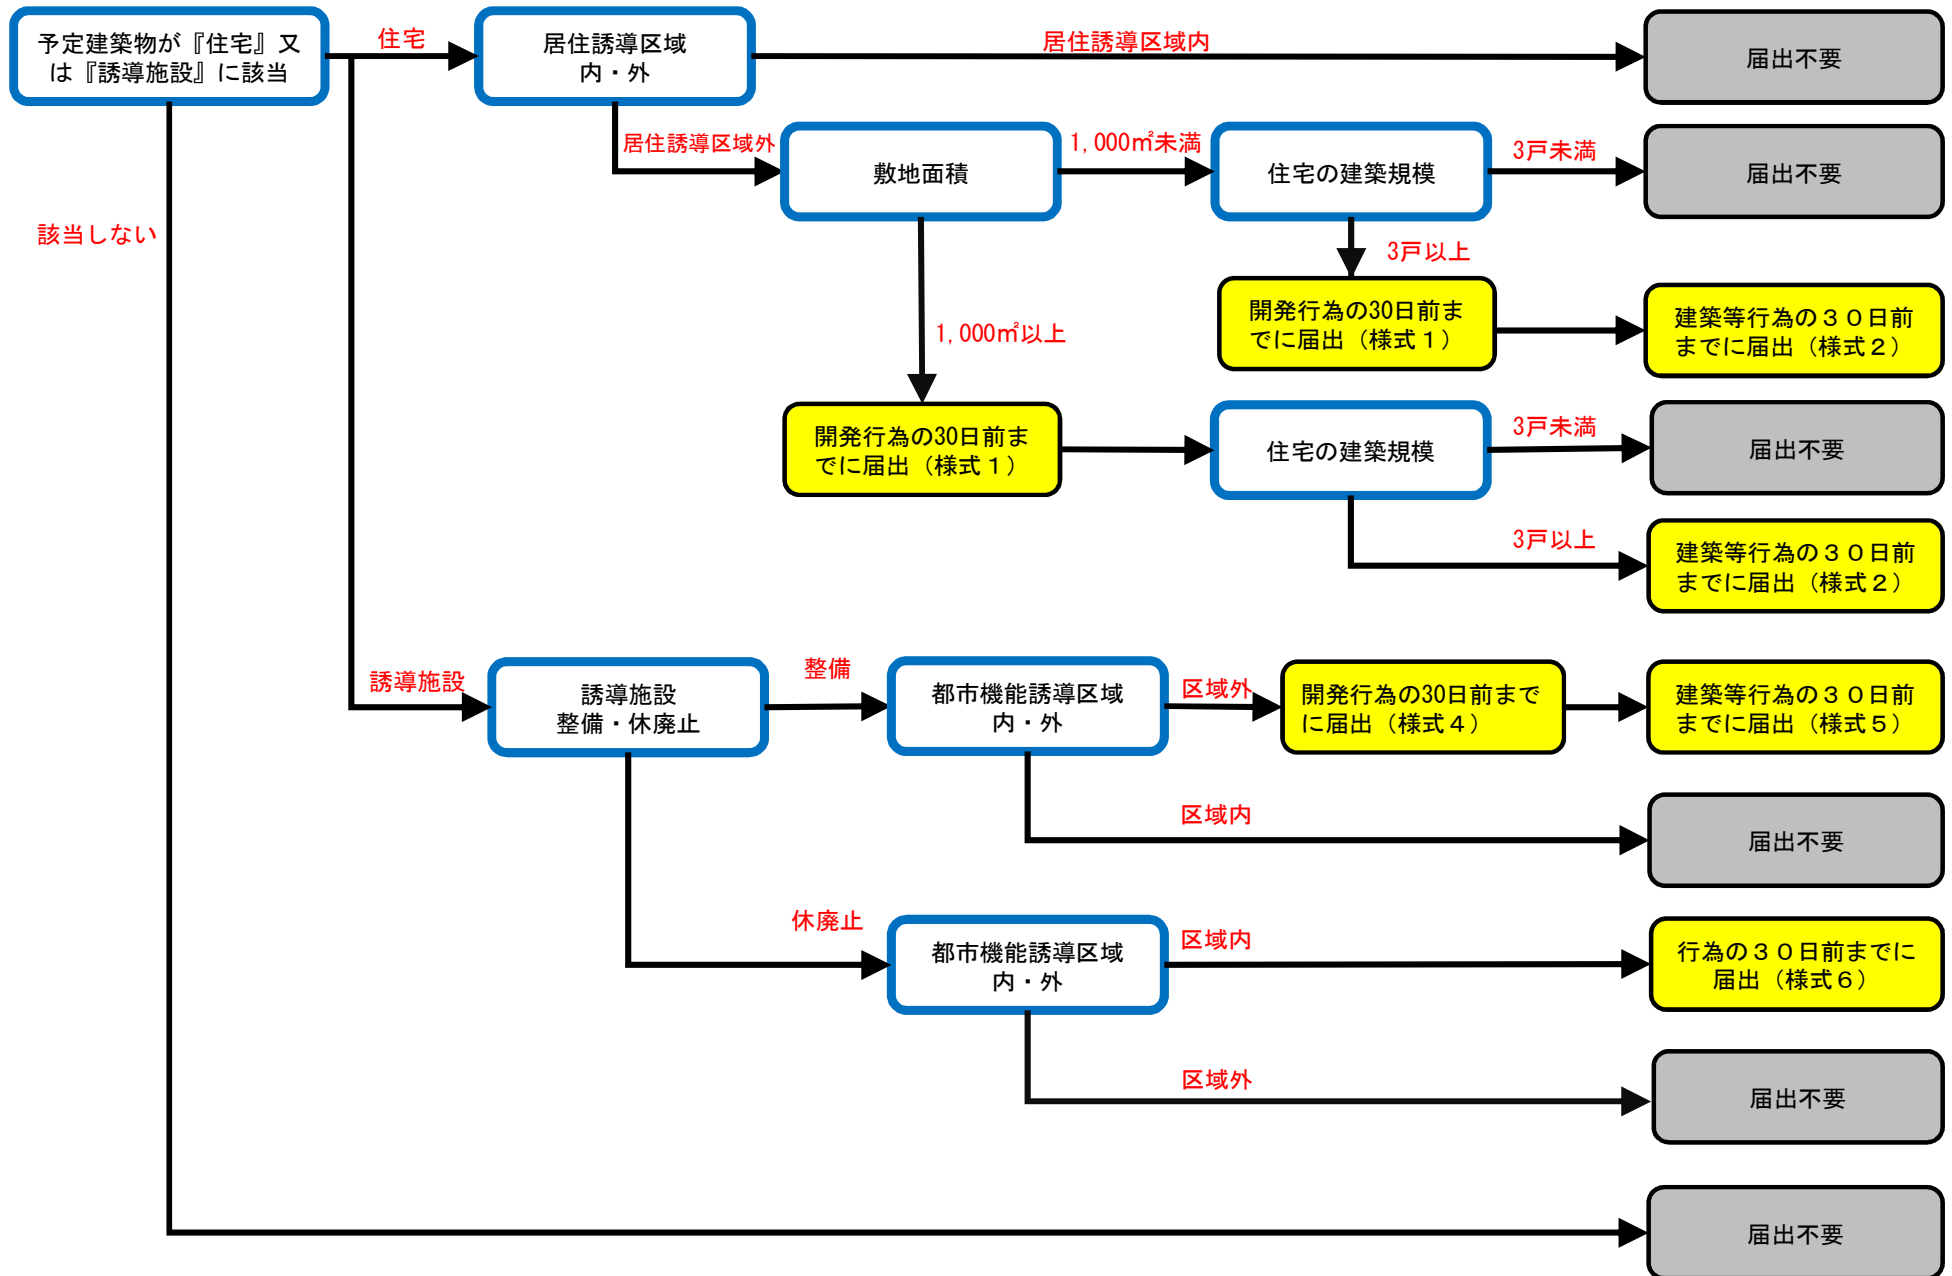 予定建築物が『住宅』又
は『誘導施設』に該当
住宅
居住誘導区域
内・外
居住誘導区域内
届出不要
居住誘導区域外
敷地面積
1,000㎡未満
住宅の建築規模
3戸未満
届出不要
該当しない
3戸以上
1,000㎡以上
開発行為の30日前ま
でに届出（様式１）
建築等行為の３０日前
までに届出（様式２）
開発行為の30日前ま
でに届出（様式１）
住宅の建築規模
3戸未満
届出不要
3戸以上
建築等行為の３０日前
までに届出（様式２）
誘導施設
誘導施設
整備・休廃止
整備
都市機能誘導区域
内・外
区域外
開発行為の30日前まで
に届出（様式４）
建築等行為の３０日前
までに届出（様式５）
区域内
届出不要
休廃止
都市機能誘導区域
内・外
区域内
行為の３０日前までに
届出（様式６）
区域外
届出不要
届出不要